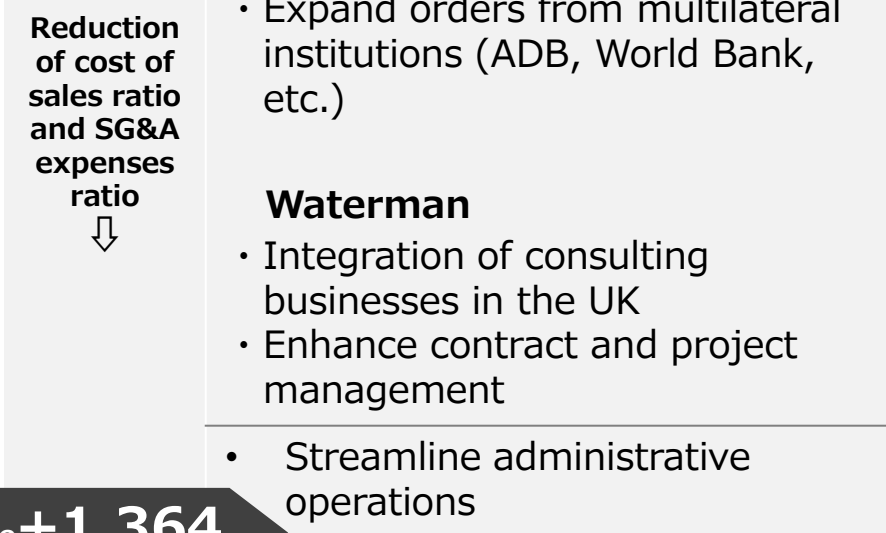 Reduction
of cost of
sales ratio
and SG&A
expenses
ratio
⇩
・Expand orders from multilateral
institutions (ADB, World Bank,
etc.)
Waterman
・Integration of consulting
businesses in the UK
・Enhance contract and project
management
• Streamline administrative
operations
+1,364